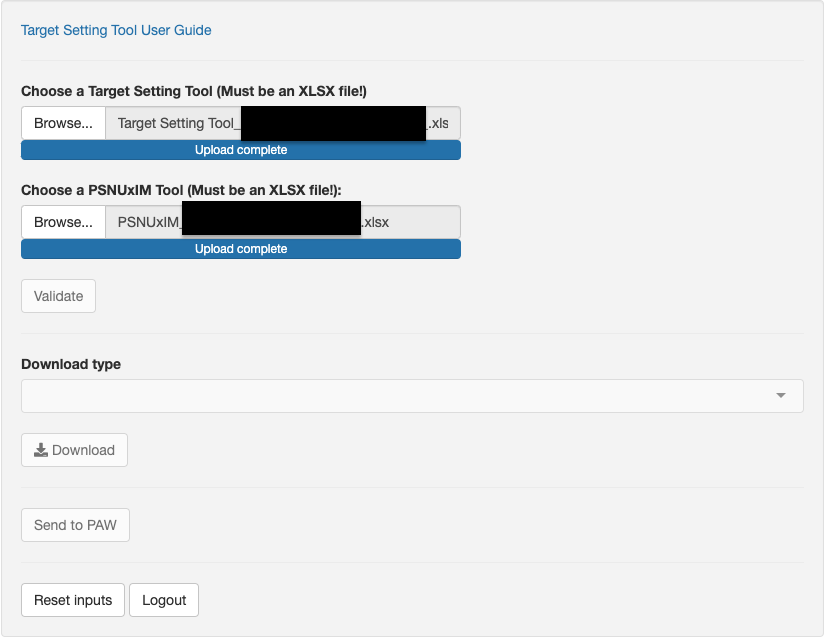 Target Setting Tool User Guide
Choose a Target Setting Tool (Must be an XLSX file!)
Browse... Target Setting Tool_ .xls
Upload complete
Choose a PSNUxIM Tool (Must be an XLSX file!):
Browse... PSNUxIM_ .xlsx
Upload complete
Validate
Download type
Download
Send to PAW
Reset inputs Logout